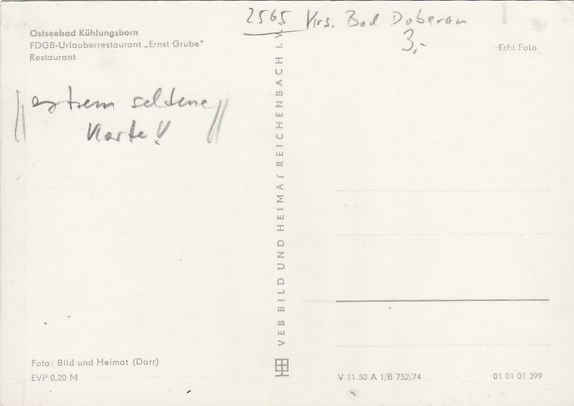 2565 Krs. Bad Doberan
3,-
Ostseebad Kühlungsborn
FDGB-Urlauberrestaurant „Ernst Grube"
Restaurant
Echt Foto
extrem seltene
Karte!!
VEB BILD UND HEIMAT REICHENBACH i. V.
Foto: Bild und Heimat (Darr)
EVP 0,20 M
V 11 50 A 1/B 752/74
01 01 01 399